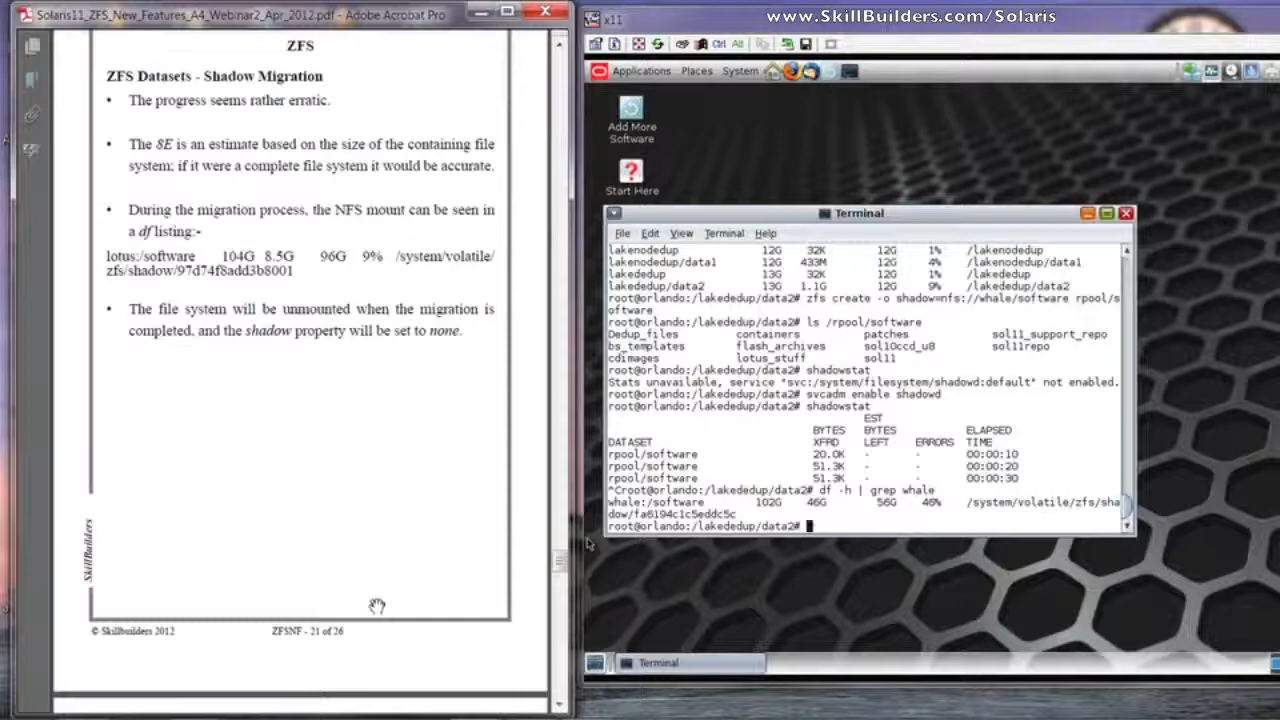 Solaris11_ZFS_New_Features_A4_Webinar2_Apr_2012.pdf - Adobe Acrobat Pro
ZFS
ZFS Datasets - Shadow Migration
• The progress seems rather erratic.
• The 8E is an estimate based on the size of the containing file
system; if it were a complete file system it would be accurate.
• During the migration process, the NFS mount can be seen in
a df listing:-
lotus:/software 104G 8.5G 96G 9% /system/volatile/
zfs/shadow/97d74f8add3b8001
• The file system will be unmounted when the migration is
completed, and the shadow property will be set to none.
SkillBuilders
© Skillbuilders 2012 ZFSNF - 21 of 26
www.SkillBuilders.com/Solaris
x11
Ctrl Alt
Applications Places System
Add More
Software
Start Here
Terminal
File Edit View Terminal Help
lakenodedup 12G 32K 12G 1% /lakenodedup
lakenodedup/data1 12G 433M 12G 4% /lakenodedup/data1
lakededup 13G 32K 12G 1% /lakededup
lakededup/data2 13G 1.1G 12G 9% /lakededup/data2
root@orlando:/lakededup/data2# zfs create -o shadow=nfs://whale/software rpool/s
oftware
root@orlando:/lakededup/data2# ls /rpool/software
Dedup_files containers patches sol11_support_repo
bs_templates flash_archives sol10ccd_u8 sol11repo
cdimages lotus_stuff sol11
root@orlando:/lakededup/data2# shadowstat
Stats unavailable, service "svc:/system/filesystem/shadowd:default" not enabled.
root@orlando:/lakededup/data2# svcadm enable shadowd
root@orlando:/lakededup/data2# shadowstat
EST
BYTES BYTES ELAPSED
DATASET XFRD LEFT ERRORS TIME
rpool/software 20.0K - - 00:00:10
rpool/software 51.3K - - 00:00:20
rpool/software 51.3K - - 00:00:30
^Croot@orlando:/lakededup/data2# df -h | grep whale
whale:/software 102G 46G 56G 46% /system/volatile/zfs/sha
dow/fa6194c1c5eddc5c
root@orlando:/lakededup/data2#
Terminal